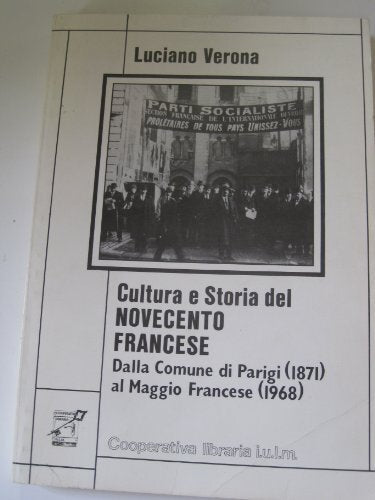 Luciano Verona
PARTI SOCIALISTE
SECTION FRANÇAISE DE L'INTERNATIONALE OUVRIÈRE
PROLÉTAIRES DE TOUS PAYS UNISSEZ-VOUS
Cultura e Storia del
NOVECENTO
FRANCESE
Dalla Comune di Parigi (1871)
al Maggio Francese (1968)
Cooperativa libraria i.u.l.m.